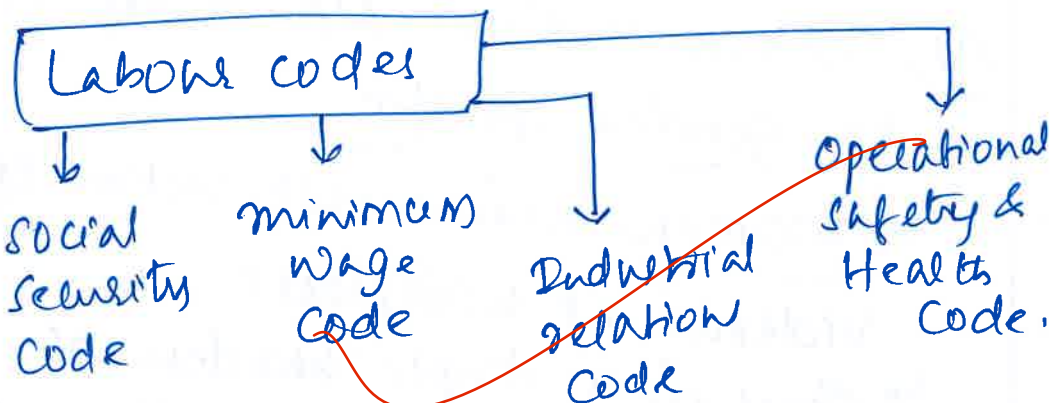 Labour codes
social
security
code
minimum
wage
code
Industrial
relation
Code
Operational
safety &
Health
Code.